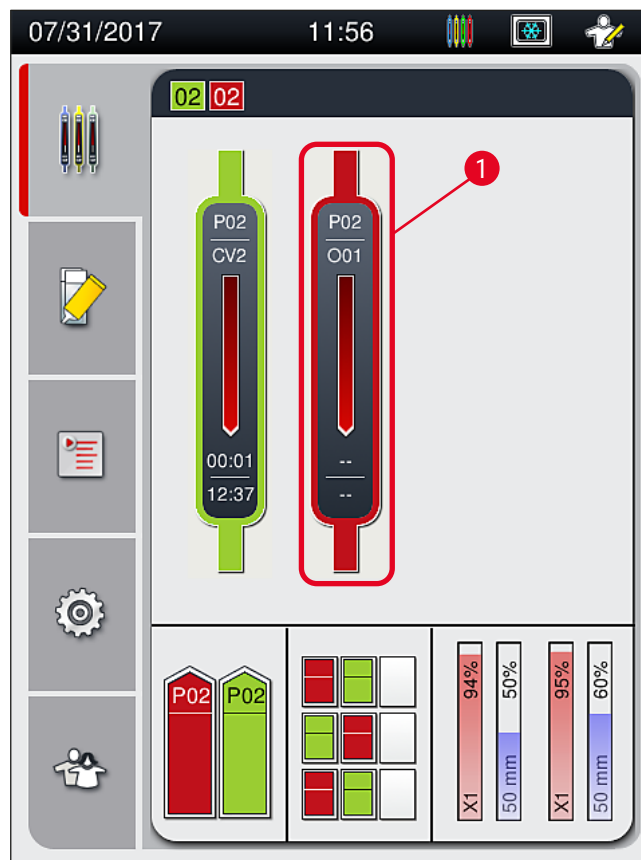 07/31/2017 11:56
02 02
1
P02
CV2
00:01
12:37
P02
O01
--
--
P02 P02
X1 94%
50 mm 50%
X1 95%
50 mm 60%